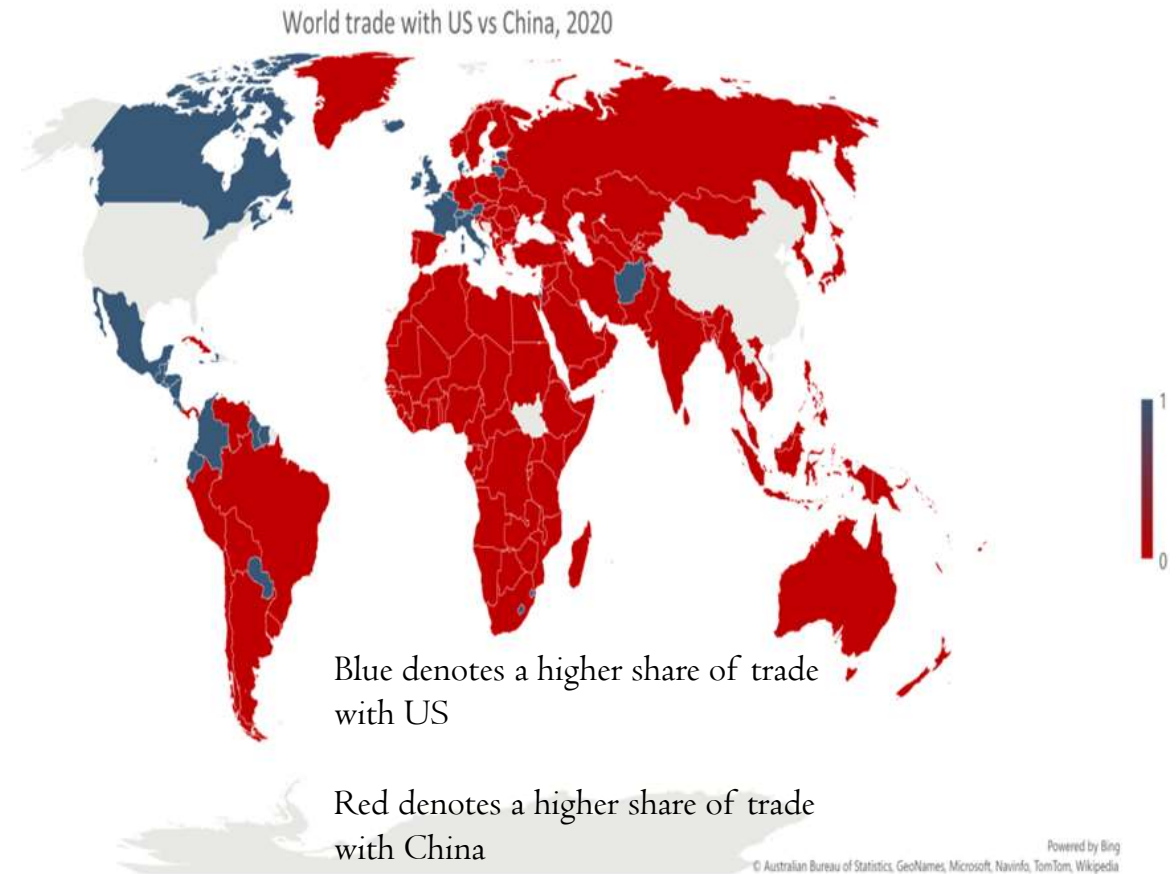 World trade with US vs China, 2020
1
0
Blue denotes a higher share of trade
with US
Red denotes a higher share of trade
with China
Powered by Bing
© Australian Bureau of Statistics, GeoNames, Microsoft, Navinfo, TomTom, Wikipedia